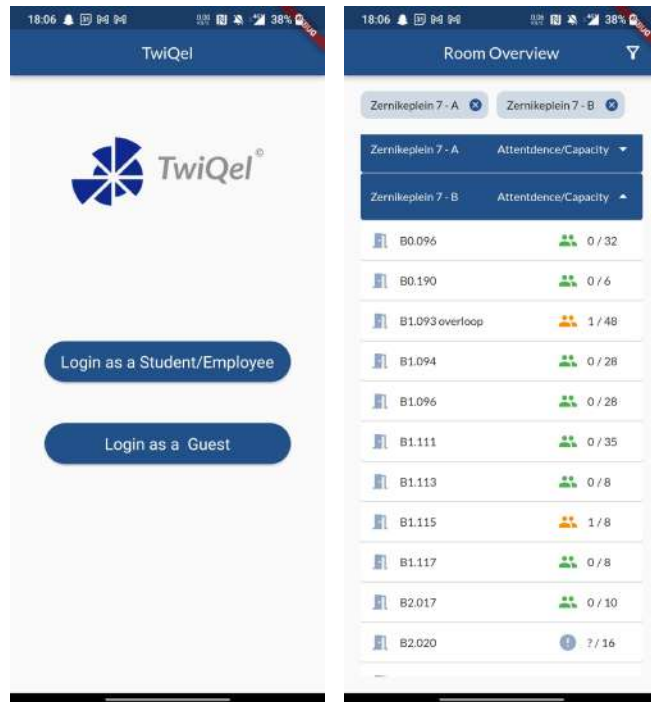 18:06
38%
TwiQel
TwiQel©
Login as a Student/Employee
Login as a Guest
18:06
38%
Room Overview
Zernikeplein 7 - A
Zernikeplein 7 - B
Zernikeplein 7 - A Attentdence/Capacity
Zernikeplein 7 - B Attentdence/Capacity
B0.096 0 / 32
B0.190 0 / 6
B1.093 overloop 1 / 48
B1.094 0 / 28
B1.096 0 / 28
B1.111 0 / 35
B1.113 0 / 8
B1.115 1 / 8
B1.117 0 / 8
B2.017 0 / 10
B2.020 ? / 16